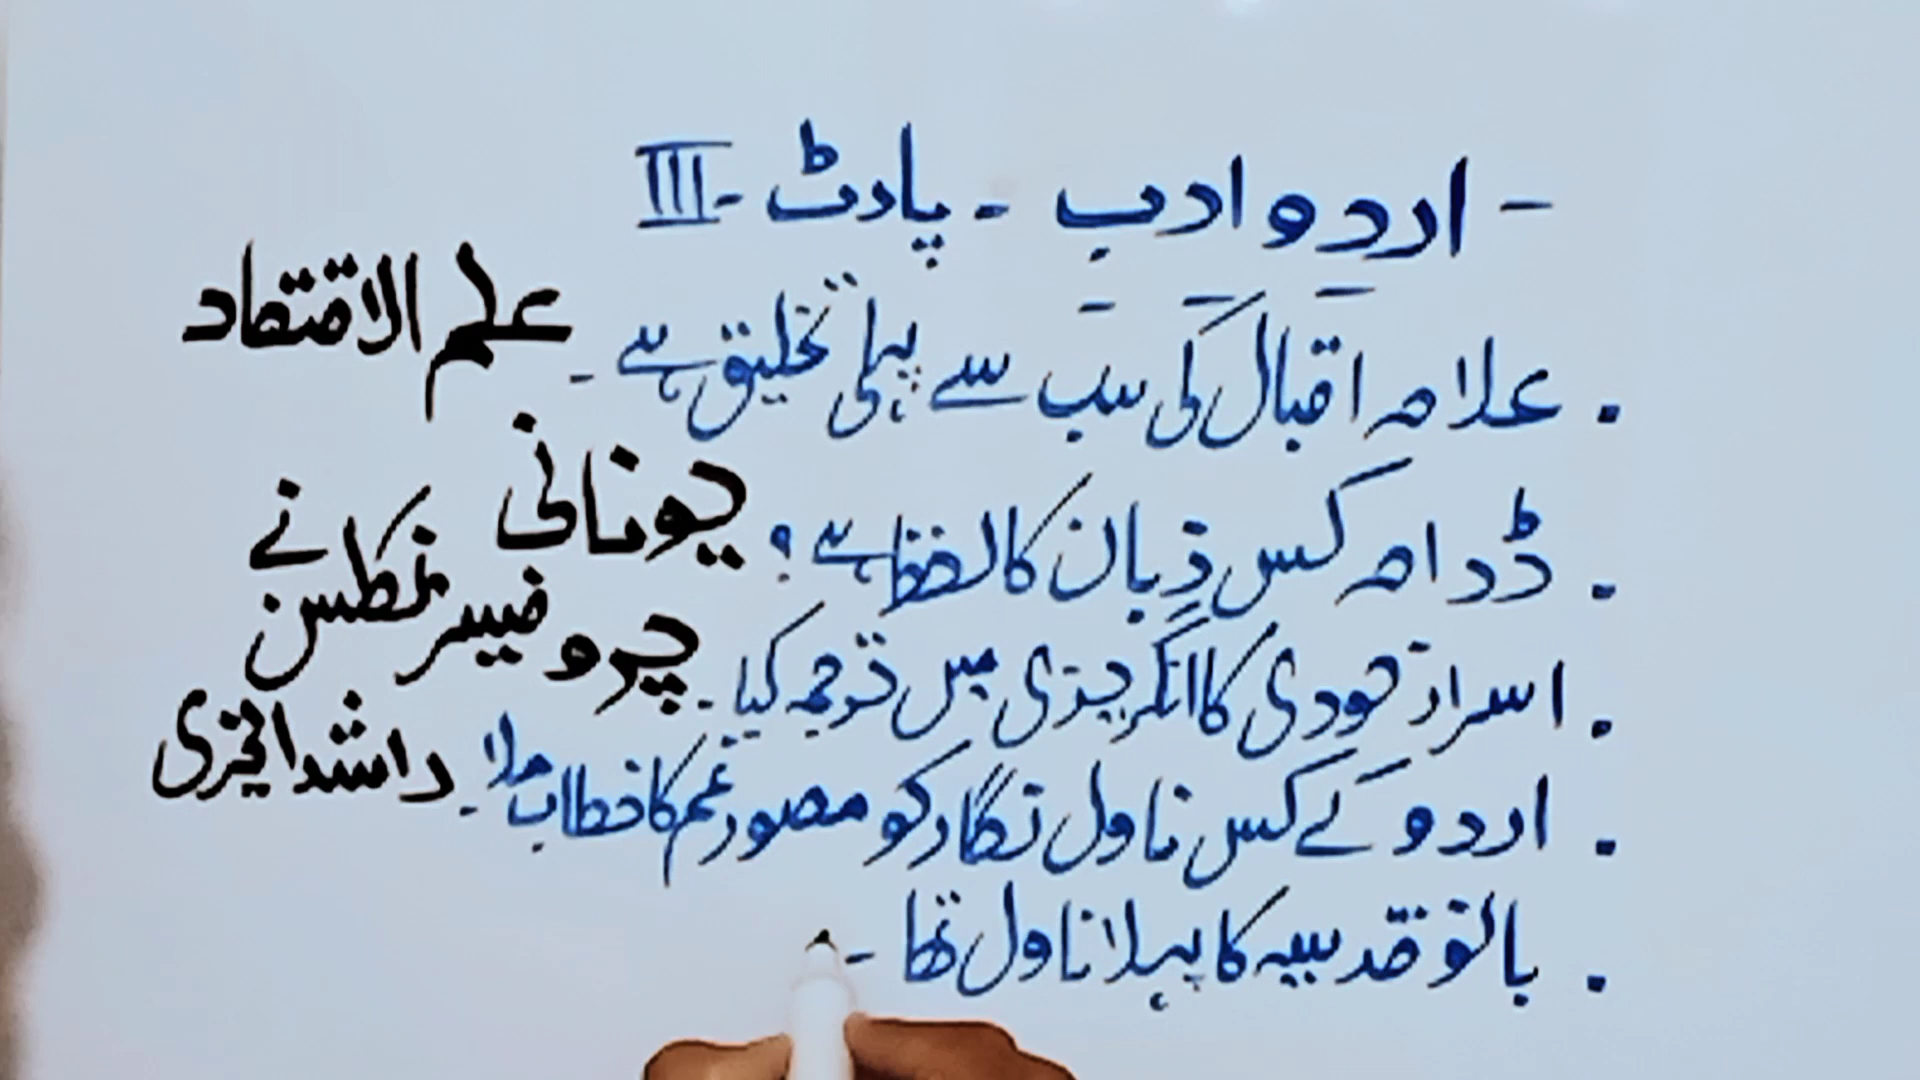 - اردو ادب - پارٹ -III
. علامہ اقبال کی سب سے پہلی تخلیق ہے - علم الاقتصاد
. ڈرامہ کس زبان کا لفظ ہے؟ یونانی
. اسرار خودی کا انگریزی میں ترجمہ کیا - پروفیسر نکلسن نے
. اردو کے کس ناول نگار کو مصور غم کا خطاب ملا - راشد الخیری
. بانو قدسیہ کا پہلا ناول تھا -